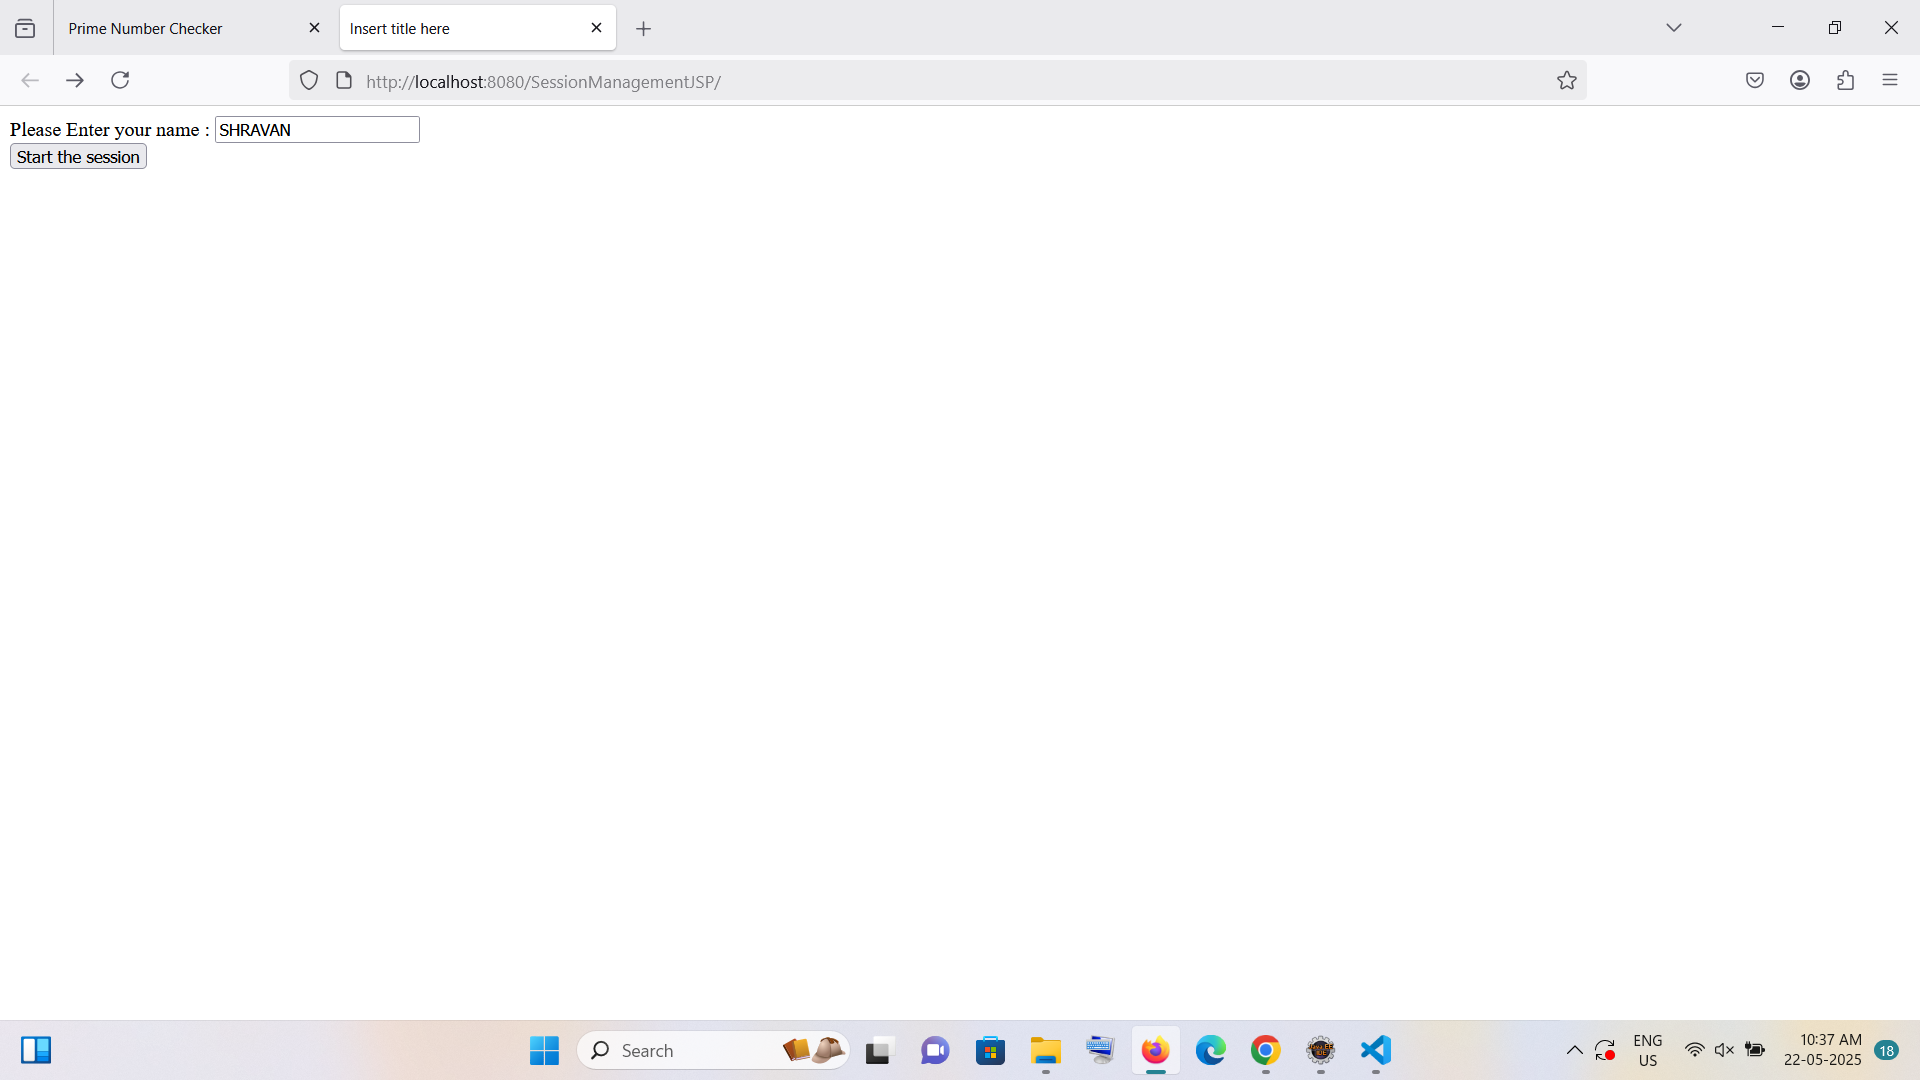 Prime Number Checker
Insert title here
http://localhost:8080/SessionManagementJSP/
Please Enter your name : SHRAVAN
Start the session
Search
ENG
US
10:37 AM
22-05-2025
18